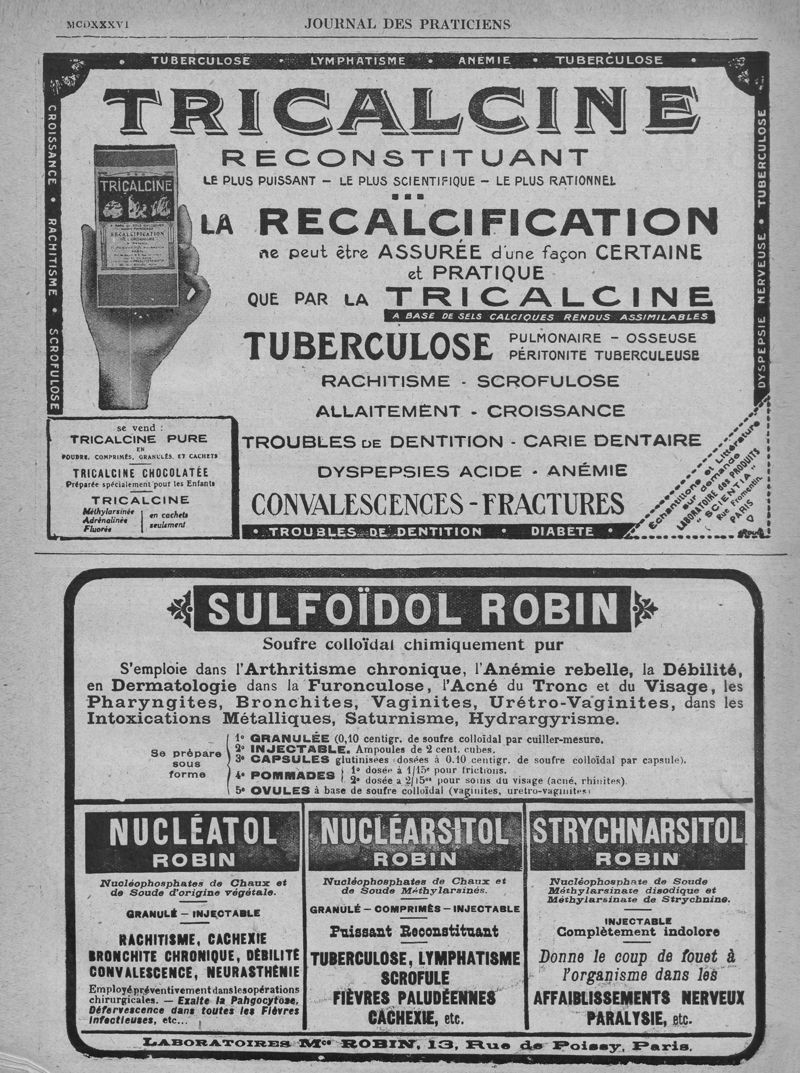 MCDXXXVI
JOURNAL DES PRATICIENS
TUBERCULOSE • LYMPHATISME • ANÉMIE • TUBERCULOSE
CROISSANCE • RACHITISME • SCROFULOSE
TRICALCINE
RECONSTITUANT
LE PLUS PUISSANT – LE PLUS SCIENTIFIQUE – LE PLUS RATIONNEL
TRICALCINE
RECALCIFICATION
LA RECALCIFICATION
ne peut être ASSURÉE d'une façon CERTAINE
et PRATIQUE
QUE PAR LA TRICALCINE
A BASE DE SELS CALCIQUES RENDUS ASSIMILABLES
TUBERCULOSE PULMONAIRE – OSSEUSE
PÉRITONITE TUBERCULEUSE
RACHITISME - SCROFULOSE
ALLAITEMENT - CROISSANCE
TROUBLES DE DENTITION - CARIE DENTAIRE
DYSPEPSIES ACIDE - ANÉMIE
CONVALESCENCES - FRACTURES
• TROUBLES DE DENTITION • DIABÈTE •
DYSPEPSIE NERVEUSE • TUBERCULOSE
se vend :
TRICALCINE PURE
EN
POUDRE, COMPRIMÉS, GRANULÉS, ET CACHETS
TRICALCINE CHOCOLATÉE
Préparée spécialement pour les Enfants
TRICALCINE
Méthylarsinée
Adrénalinée
Fluorée
en cachets
seulement
Echantillons et Littérature
sur demande
LABORATOIRE des PRODUITS
"SCIENTIA"
Rue Fromentin.
PARIS
SULFOÏDOL ROBIN
Soufre colloïdal chimiquement pur
S'emploie dans l'Arthritisme chronique, l'Anémie rebelle, la Débilité,
en Dermatologie dans la Furonculose, l'Acné du Tronc et du Visage, les
Pharyngites, Bronchites, Vaginites, Urétro-Vaginites, dans les
Intoxications Métalliques, Saturnisme, Hydrargyrisme.
Se prépare
sous
forme
1° GRANULÉE (0,10 centigr. de soufre colloïdal par cuiller-mesure.
2° INJECTABLE. Ampoules de 2 cent. cubes.
3° CAPSULES glutinisées (dosées à 0.10 centigr. de soufre colloïdal par capsule).
4° POMMADES 1° dosée à 1/15e pour frictions.
2° dosée à 2/15es pour soins du visage (acné, rhinites).
5° OVULES à base de soufre colloïdal (vaginites, uretro-vaginites)
NUCLÉATOL
ROBIN
Nucléophosphates de Chaux et
de Soude d'origine végétale.
GRANULÉ – INJECTABLE
RACHITISME, CACHEXIE
BRONCHITE CHRONIQUE, DÉBILITÉ
CONVALESCENCE, NEURASTHÉNIE
Employé préventivement dans les opérations
chirurgicales. — Exalte la Pahgocytose,
Défervescence dans toutes les Fièvres
Infectieuses, etc...
NUCLÉARSITOL
ROBIN
Nucléophosphates de Chaux et
de Soude Méthylarsinés.
GRANULÉ – COMPRIMÉS – INJECTABLE
Puissant Reconstituant
TUBERCULOSE, LYMPHATISME
SCROFULE
FIÈVRES PALUDÉENNES
CACHEXIE, etc.
STRYCHNARSITOL
ROBIN
Nucléophosphate de Soude
Méthylarsinate disodique et
Méthylarsinate de Strychnine.
INJECTABLE
Complètement indolore
Donne le coup de fouet à
l'organisme dans les
AFFAIBLISSEMENTS NERVEUX
PARALYSIE, etc.
LABORATOIRES Mce ROBIN, 13, Rue de Poissy, Paris.